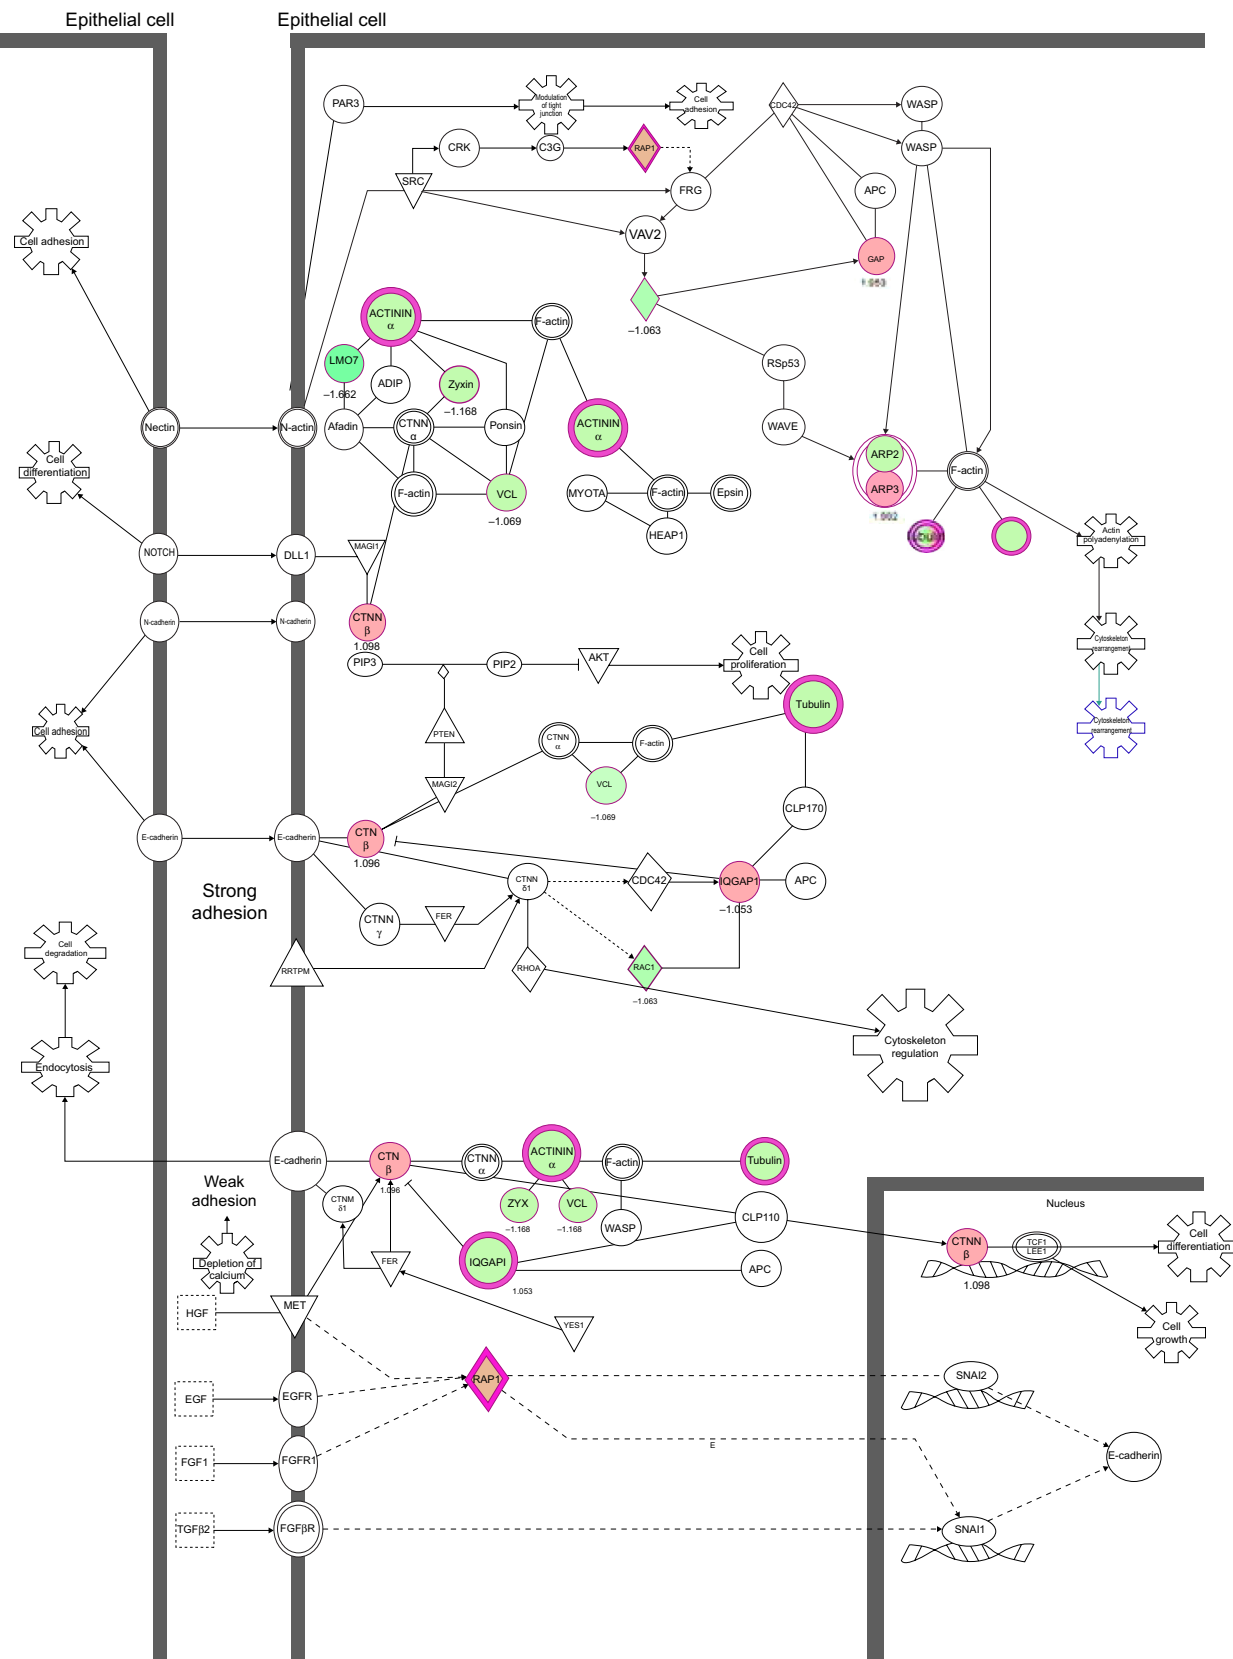 Epithelial cell
Epithelial cell
PAR3
Modulation
of tight
junction
Cell
adhesion
CDC42
WASP
CRK
C3G
RAP1
WASP
SRC
FRG
APC
VAV2
GAP
Cell adhesion
–1.063
ACTININ
α
F-actin
LMO7
–1.662
ADIP
Zyxin
–1.168
RSp53
Nectin
N-actin
Afadin
CTNN
α
Ponsin
ACTININ
α
WAVE
ARP2
ARP3
F-actin
Cell
differentiation
F-actin
VCL
–1.069
MYOTA
F-actin
Epsin
HEAP1
Tubulin
Actin
polyadenylation
NOTCH
DLL1
MAGI1
N-cadherin
N-cadherin
CTNN
β
1.098
Cytoskeleton
rearrangement
PIP3
PIP2
AKT
Cell
proliferation
Tubulin
Cytoskeleton
rearrangement
Cell adhesion
PTEN
CTNN
α
F-actin
MAGI2
VCL
–1.069
CLP170
E-cadherin
E-cadherin
CTN
β
1.096
Strong
adhesion
CTNN
δ1
CDC42
IQGAP1
–1.053
APC
CTNN
γ
FER
Cell
degradation
RRTPM
RHOA
RAC1
–1.063
Cytoskeleton
regulation
Endocytosis
E-cadherin
CTN
β
1.096
CTNN
α
ACTININ
α
F-actin
Tubulin
Weak
adhesion
CTNM
δ1
ZYX
–1.168
VCL
–1.168
WASP
CLP110
Nucleus
CTNN
β
1.098
TCF1
LEE1
Cell
differentiation
Depletion of
calcium
FER
IQGAPI
1.053
APC
HGF
MET
YES1
Cell
growth
EGF
EGFR
RAP1
SNAI2
E
E-cadherin
FGF1
FGFR1
TGFβ2
FGFβR
SNAI1